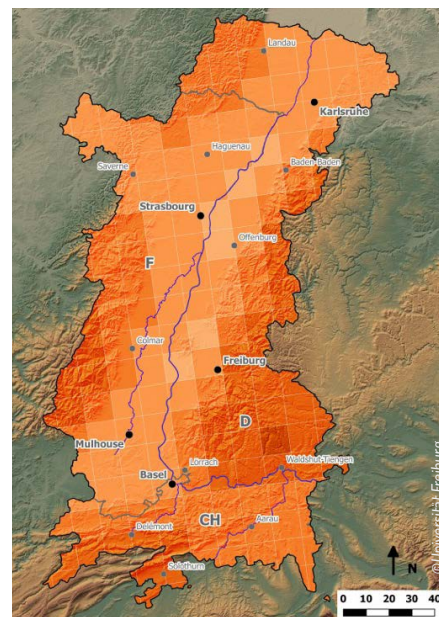 Landau
Karlsrühe
Haguenau
Saverne
Baden-Baden
Strasbourg
Offenburg
F
Colmar
Freiburg
D
Mulhouse
Lörrach
Waldshut-Tiengen
Basel
CH
Delémont
Aarau
Solothurn
N
0 10 20 30 40